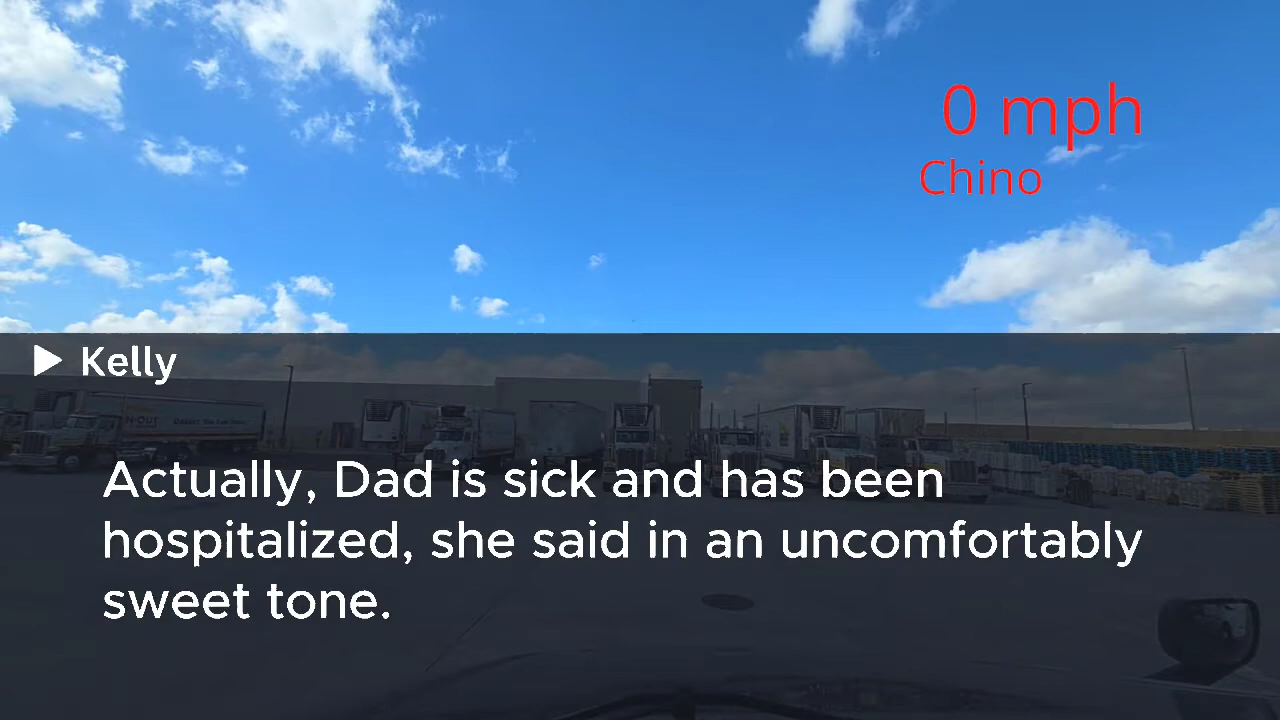 0 mph
Chino
Kelly
Actually, Dad is sick and has been
hospitalized, she said in an uncomfortably
sweet tone.